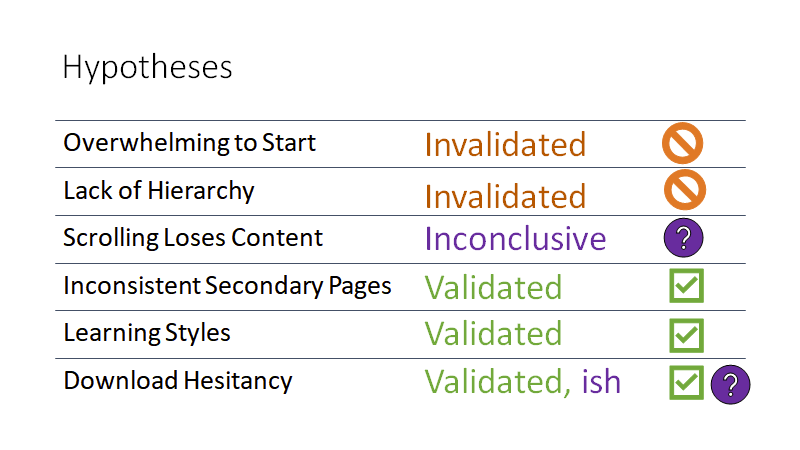 Hypotheses
Overwhelming to Start Invalidated
Lack of Hierarchy Invalidated
Scrolling Loses Content Inconclusive ?
Inconsistent Secondary Pages Validated
Learning Styles Validated
Download Hesitancy Validated, ish ?